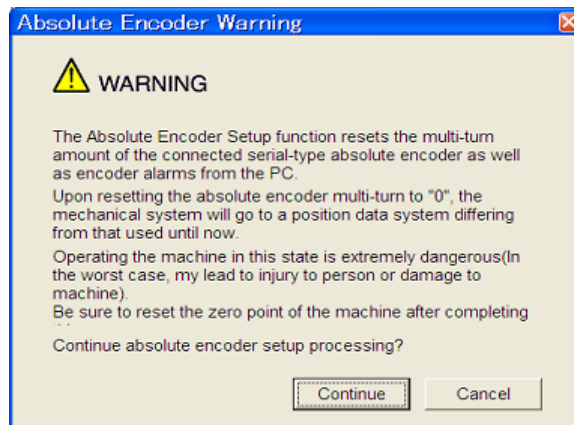 Absolute Encoder Warning
WARNING
The Absolute Encoder Setup function resets the multi-turn
amount of the connected serial-type absolute encoder as well
as encoder alarms from the PC.
Upon resetting the absolute encoder multi-turn to "0", the
mechanical system will go to a position data system differing
from that used until now.
Operating the machine in this state is extremely dangerous(In
the worst case, my lead to injury to person or damage to
machine).
Be sure to reset the zero point of the machine after completing
Continue absolute encoder setup processing?
Continue
Cancel